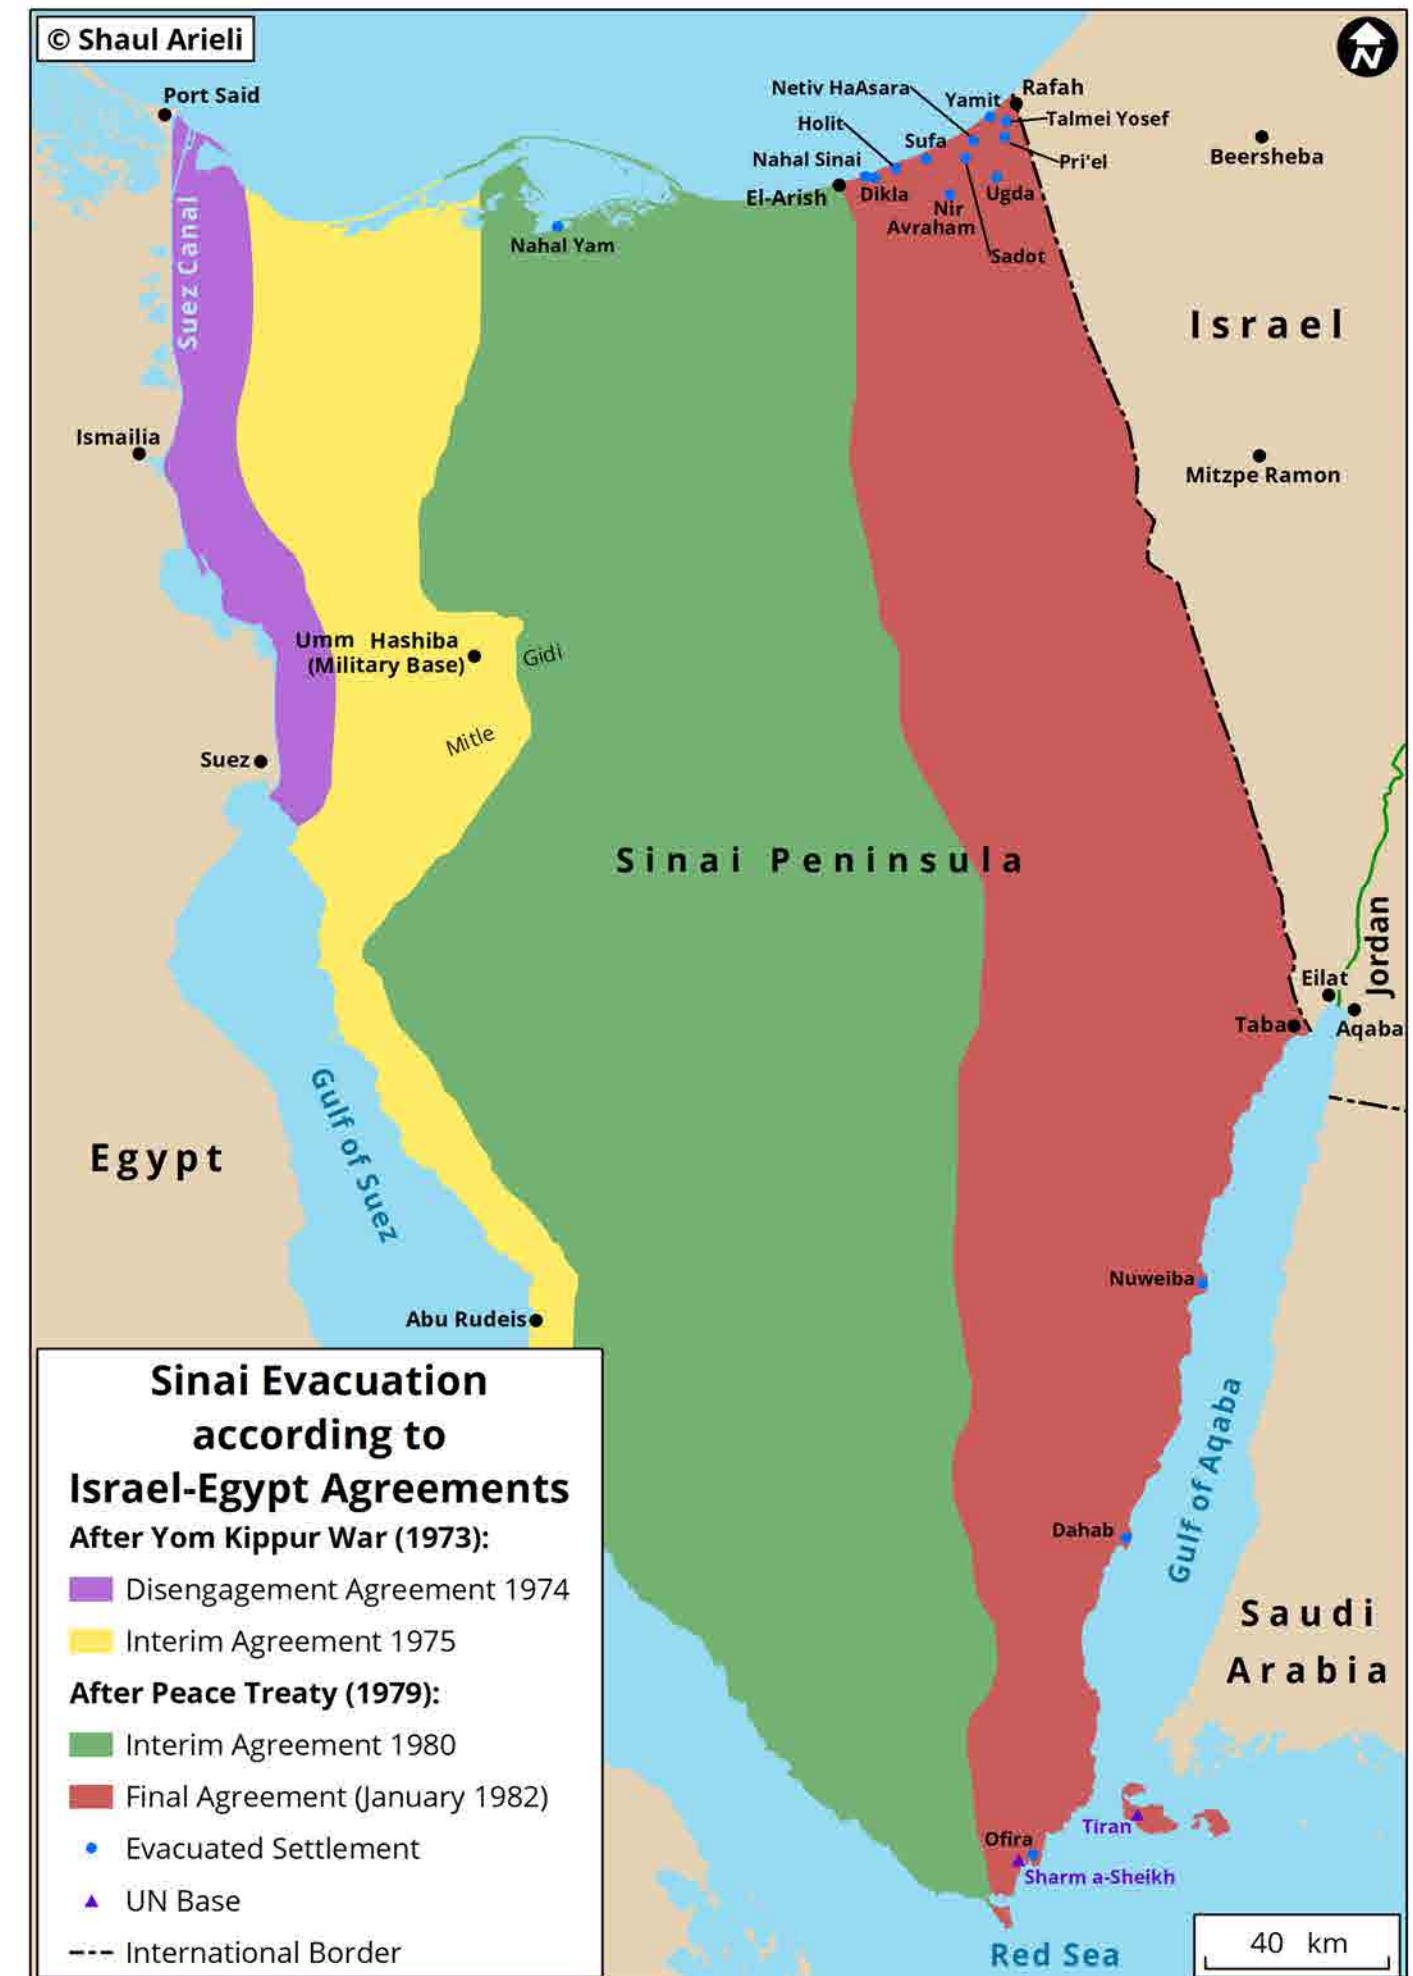 © Shaul Arieli
N
Port Said
Netiv HaAsara
Yamit
Rafah
Holit
Talmei Yosef
Sufa
Beersheba
Nahal Sinai
Pri'el
El-Arish
Dikla
Ugda
Nir
Avraham
Nahal Yam
Sadot
Suez Canal
Israel
Ismailia
Mitzpe Ramon
Umm Hashiba
(Military Base)
Gidi
Mitle
Suez
Sinai Peninsula
Jordan
Eilat
Taba
Aqaba
Gulf of Suez
Egypt
Nuweiba
Abu Rudeis
Gulf of Aqaba
Dahab
Saudi
Arabia
Tiran
Ofira
Sharm a-Sheikh
Red Sea
40 km
Sinai Evacuation
according to
Israel-Egypt Agreements
After Yom Kippur War (1973):
Disengagement Agreement 1974
Interim Agreement 1975
After Peace Treaty (1979):
Interim Agreement 1980
Final Agreement (January 1982)
Evacuated Settlement
UN Base
International Border